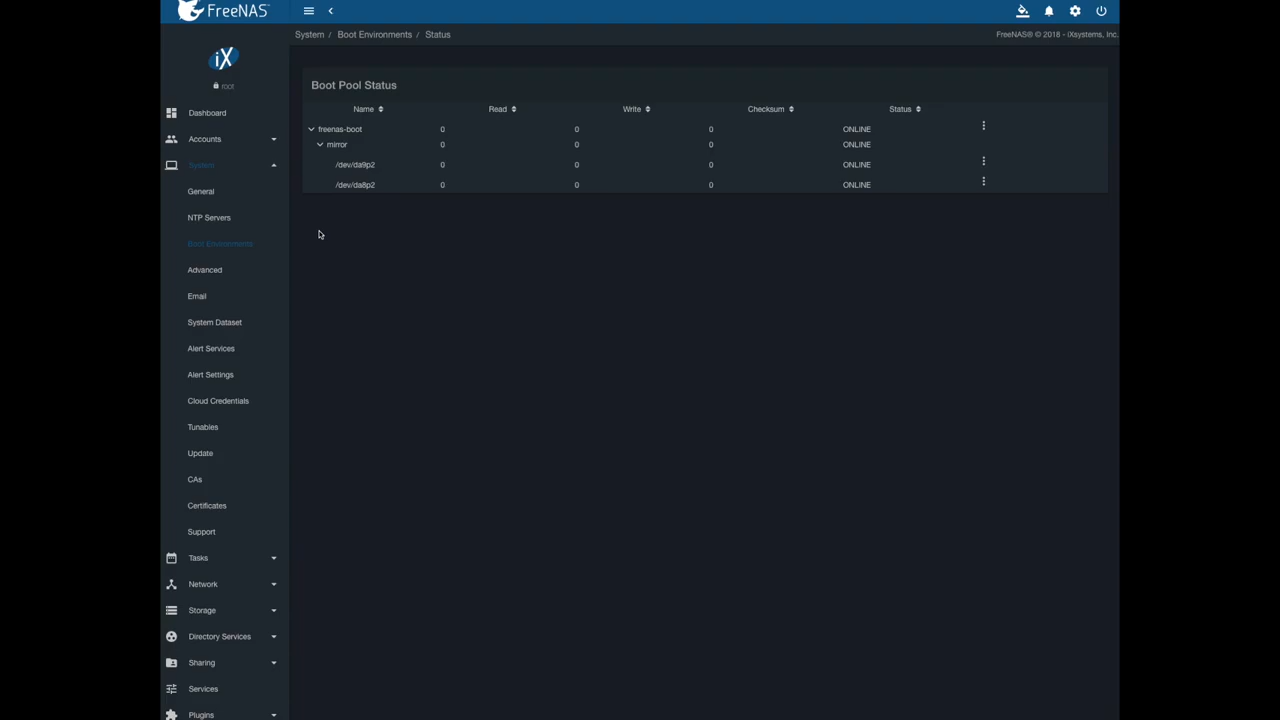 FreeNAS®
System / Boot Environments / Status
FreeNAS® © 2018 - iXsystems, Inc.
iX
root
Dashboard
Accounts
System
General
NTP Servers
Boot Environments
Advanced
Email
System Dataset
Alert Services
Alert Settings
Cloud Credentials
Tunables
Update
CAs
Certificates
Support
Tasks
Network
Storage
Directory Services
Sharing
Services
Plugins
Boot Pool Status
Name Read Write Checksum Status
freenas-boot 0 0 0 ONLINE
mirror 0 0 0 ONLINE
/dev/da9p2 0 0 0 ONLINE
/dev/da8p2 0 0 0 ONLINE